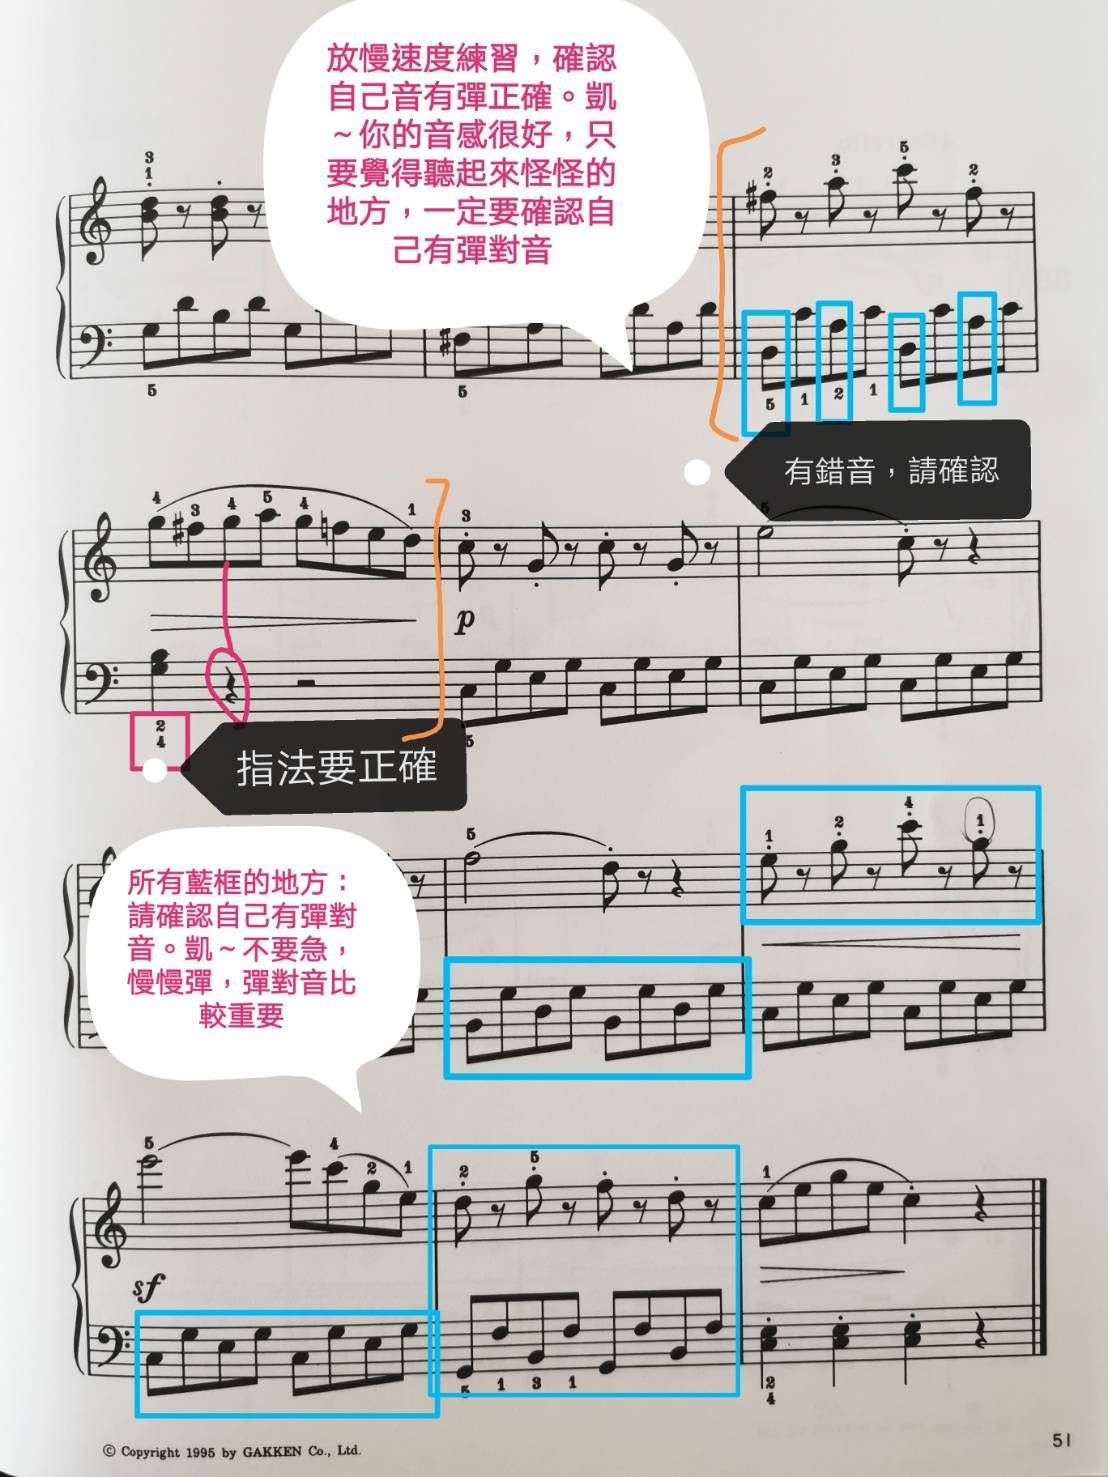 放慢速度練習，確認
自己音有彈正確。凱
～你的音感很好，只
要覺得聽起來怪怪的
地方，一定要確認自
己有彈對音
3
1
2 3 5 2
5 5 5 1 2 1
有錯音，請確認
4 3 4 5 4 1 3 5
p
2
4
5
指法要正確
所有藍框的地方：
請確認自己有彈對
音。凱～不要急，
慢慢彈，彈對音比
較重要
5 1 2 4 1
5 4 2 1 2 5 1
sf
5 1 3 1 2
4
© Copyright 1995 by GAKKEN Co., Ltd.
51